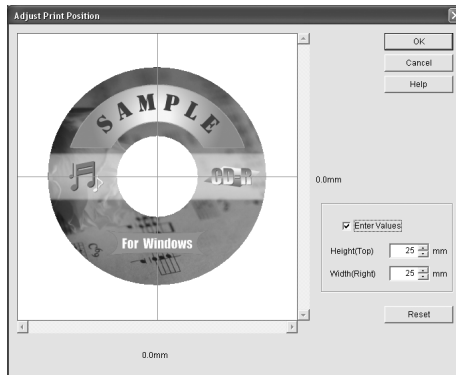 Adjust Print Position
OK
Cancel
Help
SAMPLE
CD-R
For Windows
0.0mm
Enter Values
Height(Top) 25 mm
Width(Right) 25 mm
Reset
0.0mm